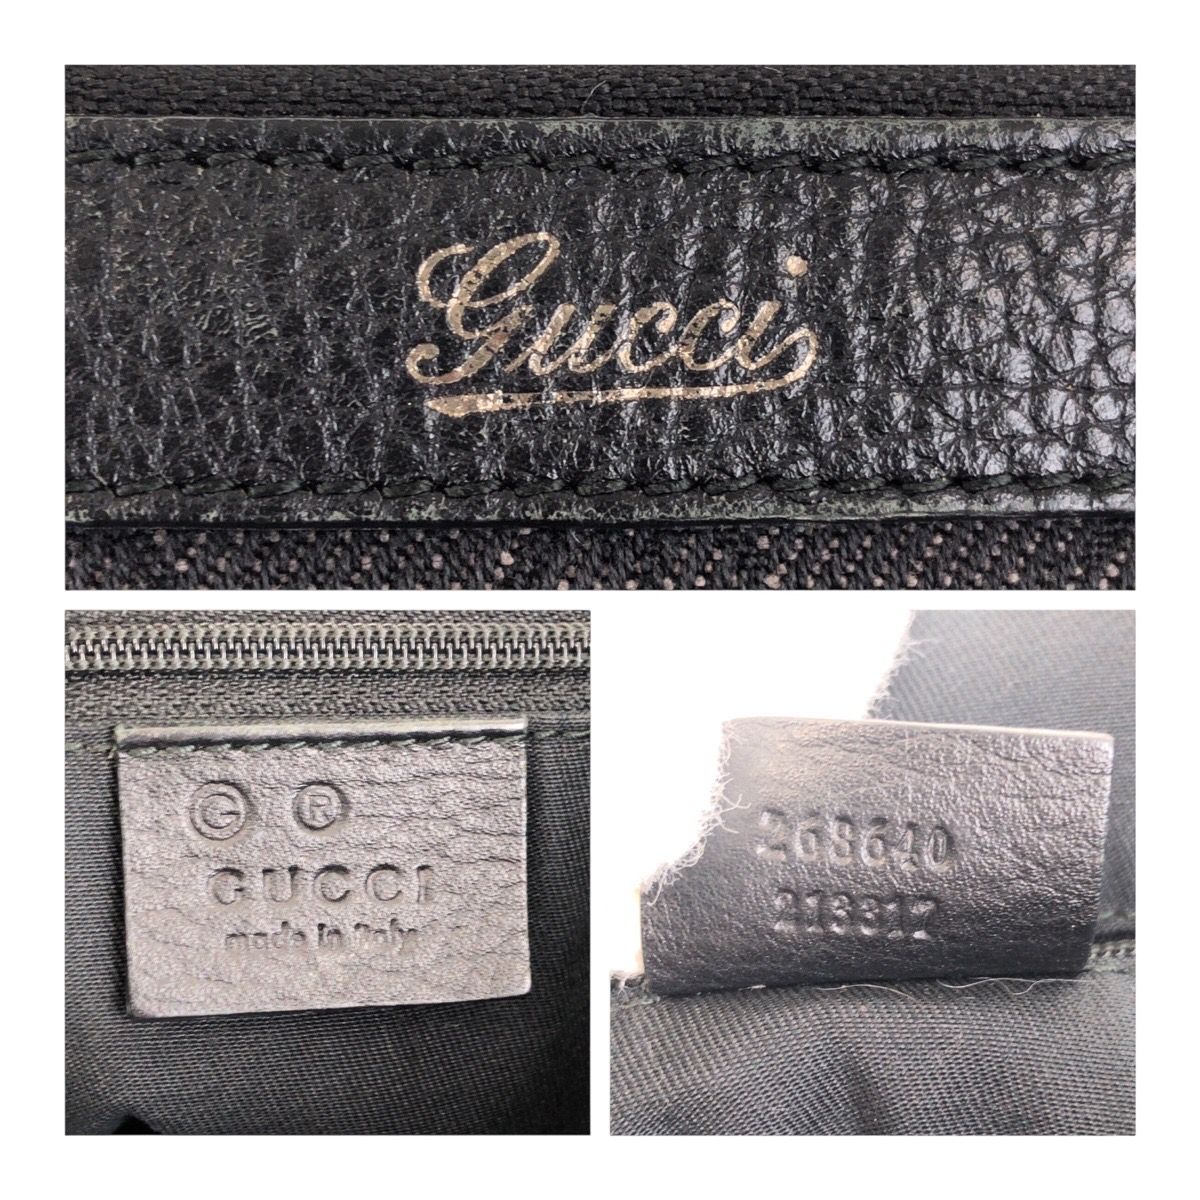 Gucci
G R
GUCCI
made in italy
268640
213317